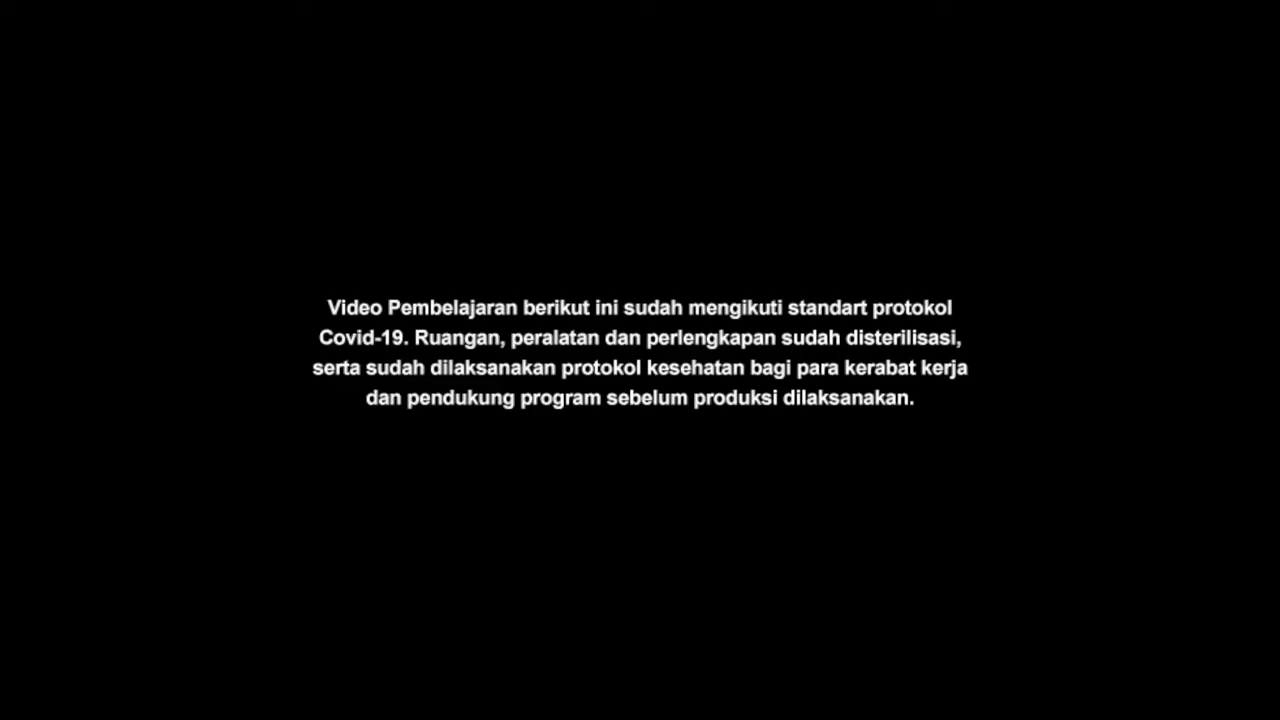 Video Pembelajaran berikut ini sudah mengikuti standart protokol
Covid-19. Ruangan, peralatan dan perlengkapan sudah disterilisasi,
serta sudah dilaksanakan protokol kesehatan bagi para kerabat kerja
dan pendukung program sebelum produksi dilaksanakan.